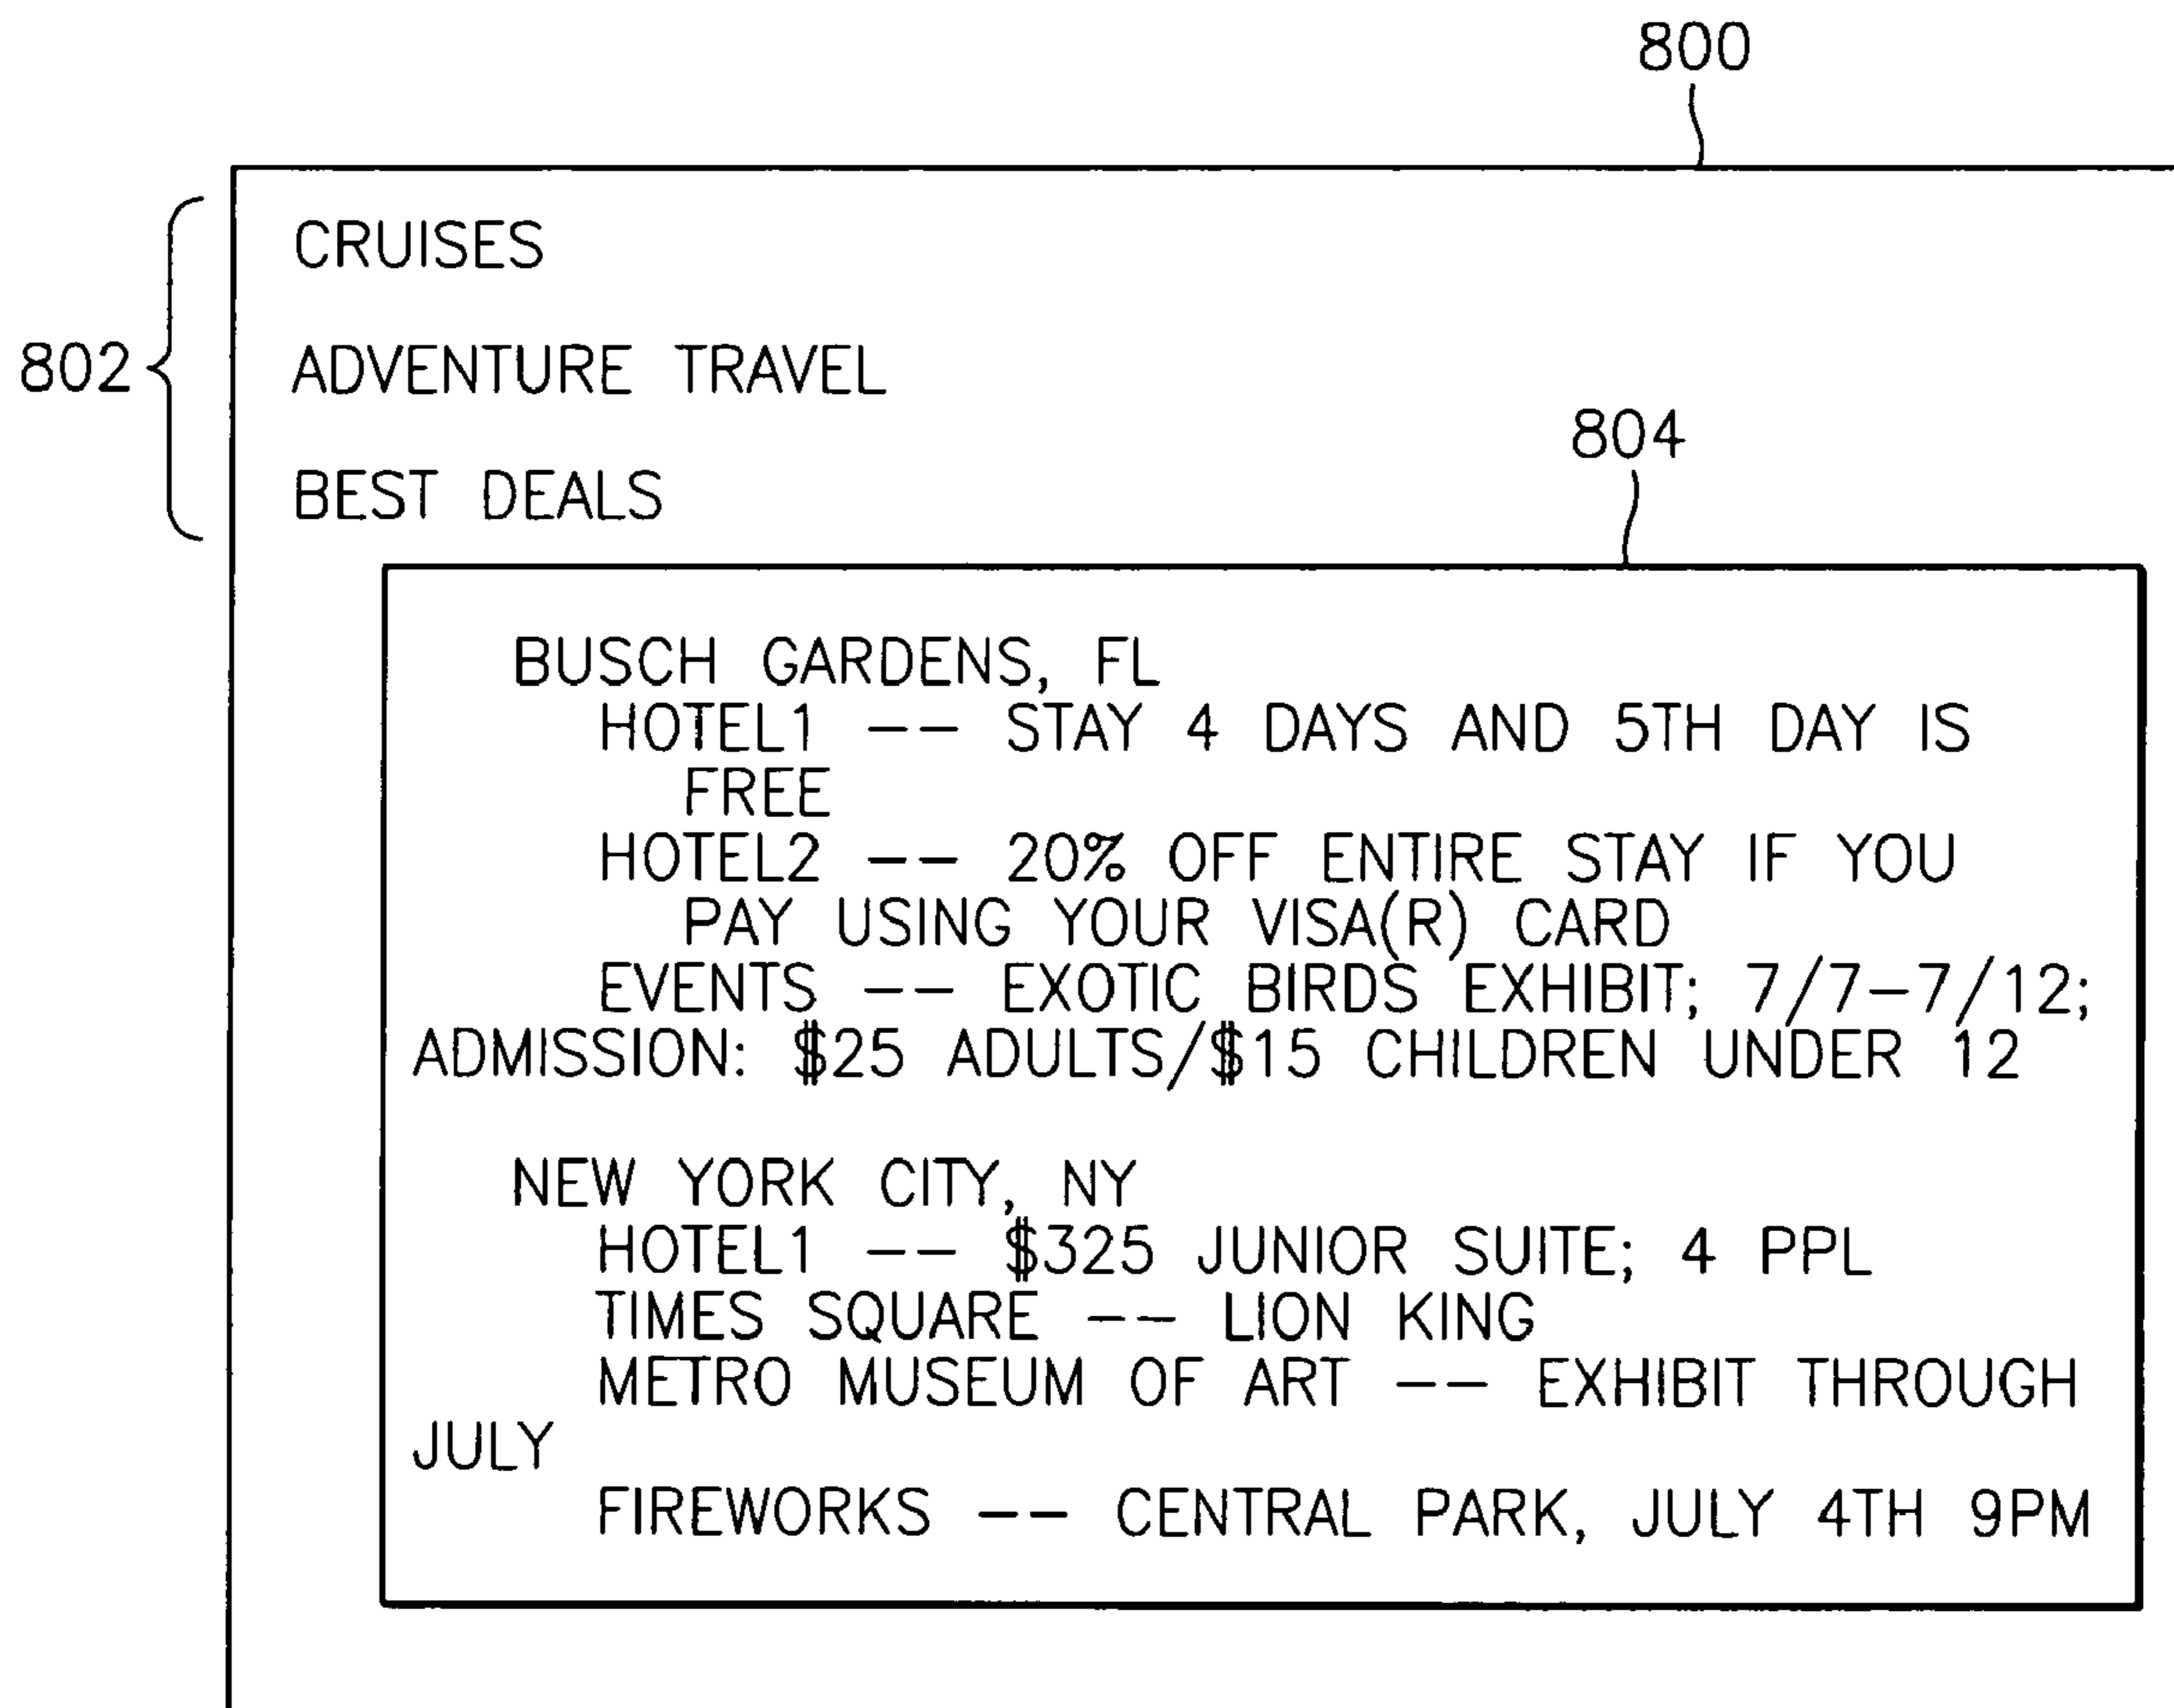 800
CRUISES
802
ADVENTURE TRAVEL
804
BEST DEALS
BUSCH GARDENS, FL
HOTEL1 -- STAY 4 DAYS AND 5TH DAY IS
FREE
HOTEL2 -- 20% OFF ENTIRE STAY IF YOU
PAY USING YOUR VISA(R) CARD
EVENTS -- EXOTIC BIRDS EXHIBIT; 7/7-7/12;
ADMISSION: $25 ADULTS/$15 CHILDREN UNDER 12
NEW YORK CITY, NY
HOTEL1 -- $325 JUNIOR SUITE; 4 PPL
TIMES SQUARE -- LION KING
METRO MUSEUM OF ART -- EXHIBIT THROUGH
JULY
FIREWORKS -- CENTRAL PARK, JULY 4TH 9PM